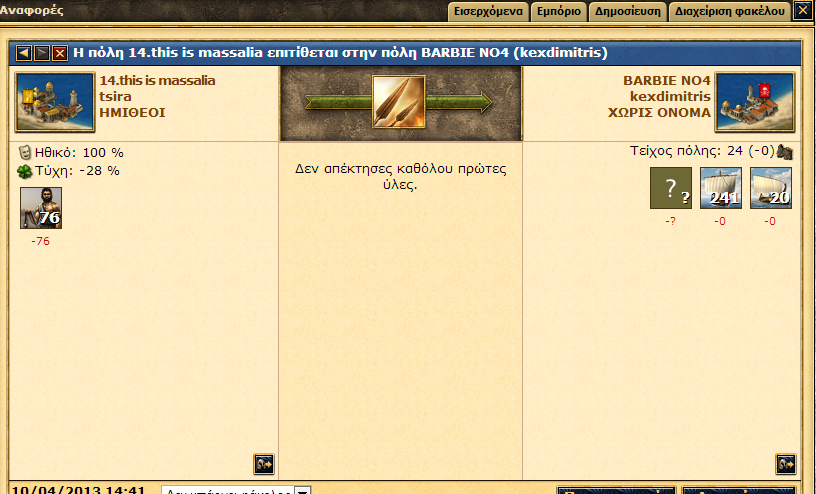 Αναφορές
Εισερχόμενα Εμπόριο Δημοσίευση Διαχείριση φακέλου
Η πόλη 14.this is massalia επιτίθεται στην πόλη BARBIE NO4 (kexdimitris)
14.this is massalia
tsira
ΗΜΙΘΕΟΙ
BARBIE NO4
kexdimitris
ΧΩΡΙΣ ΟΝΟΜΑ
Ηθικό: 100 %
Τύχη: -28 %
76
-76
Δεν απέκτησες καθόλου πρώτες
ύλες.
Τείχος πόλης: 24 (-0)
? ? 241 20
-? -0 -0
10/04/2013 14:41